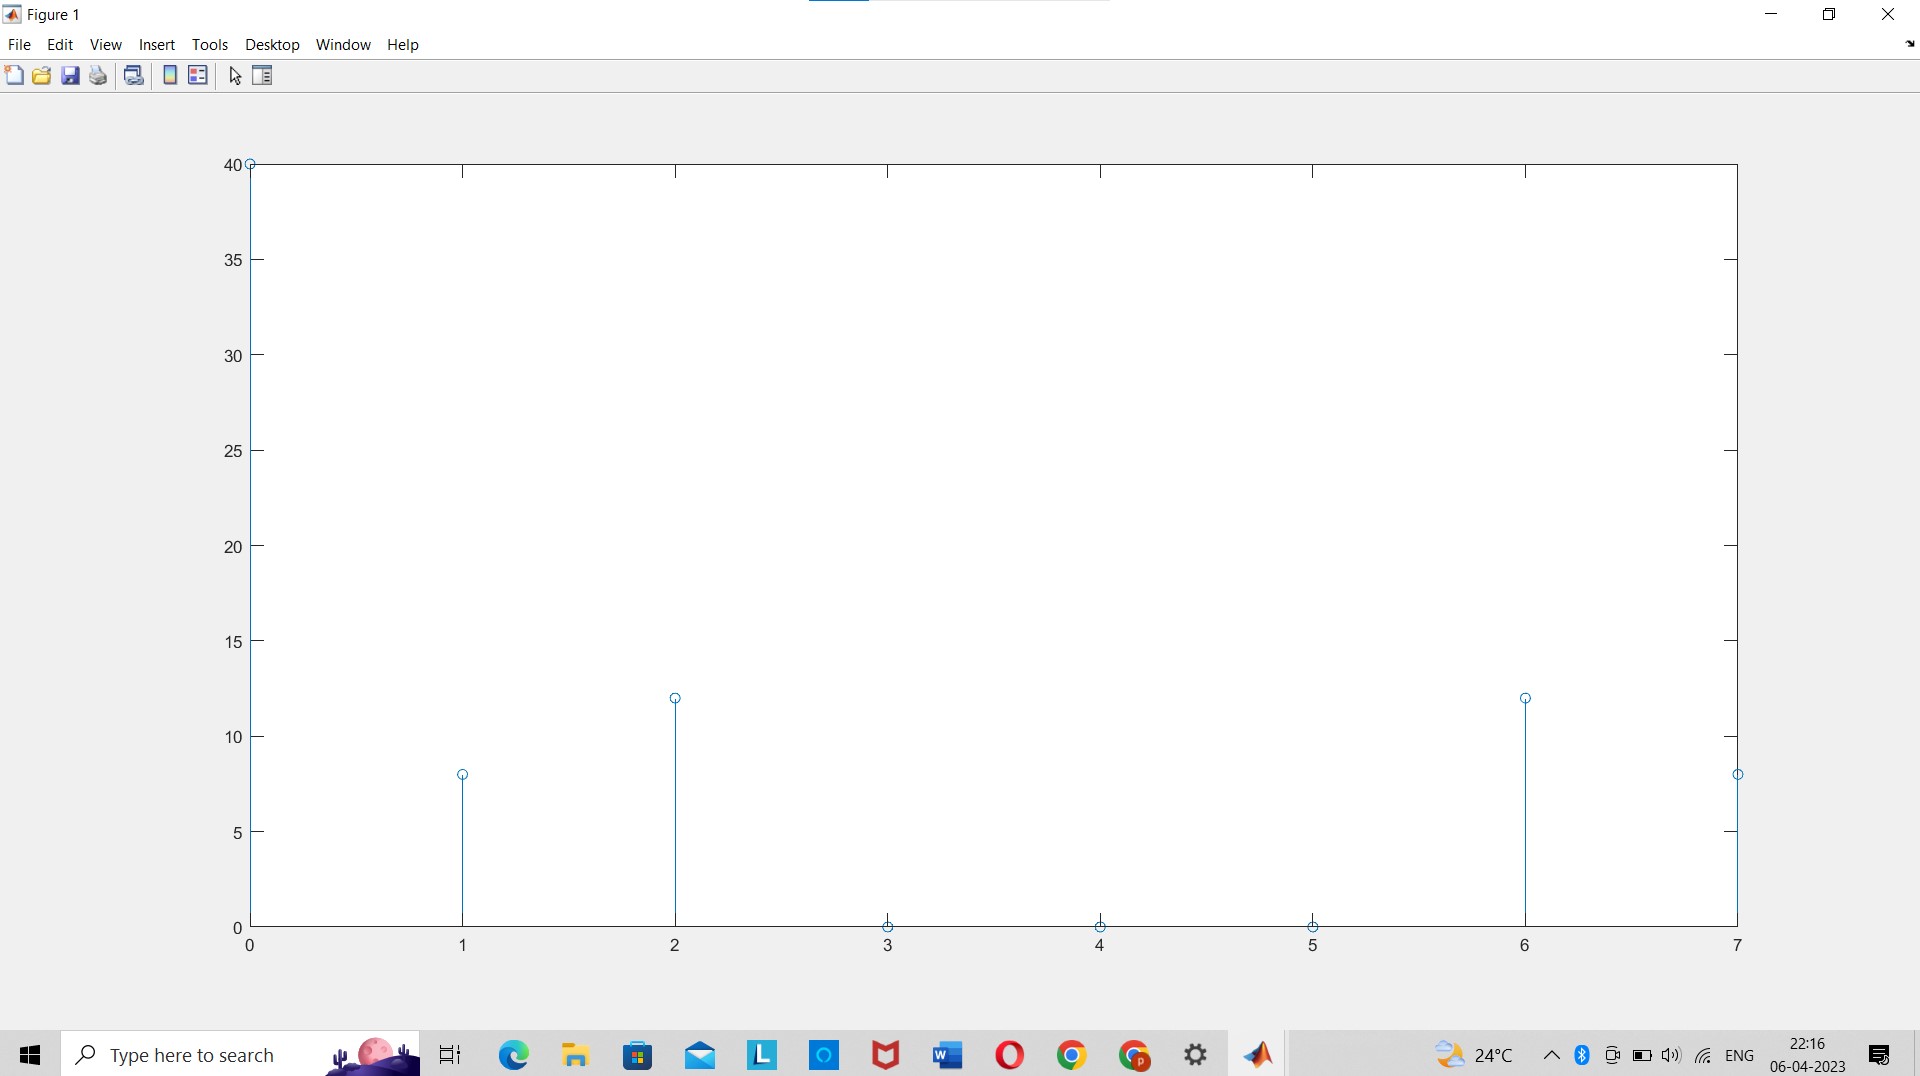 Figure 1
File Edit View Insert Tools Desktop Window Help
40
35
30
25
20
15
10
5
0
0 1 2 3 4 5 6 7
Type here to search
L
W
p
24°C
ENG
22:16
06-04-2023